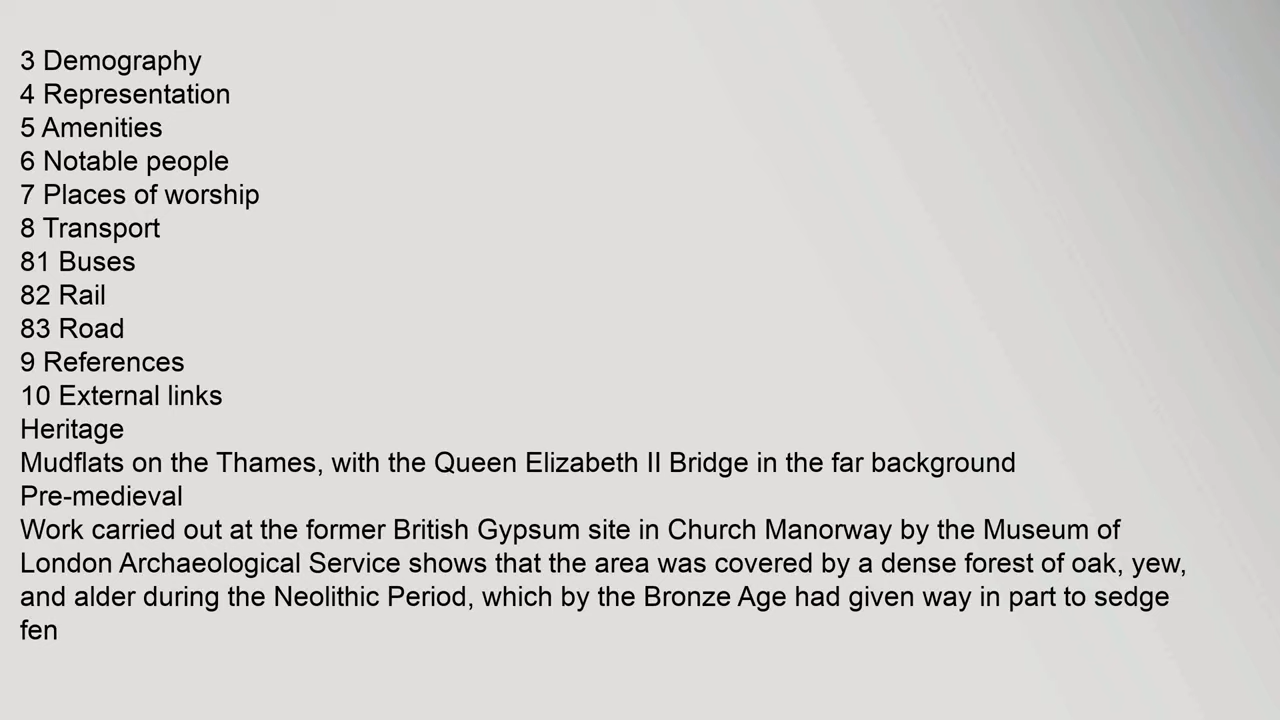 3 Demography
4 Representation
5 Amenities
6 Notable people
7 Places of worship
8 Transport
81 Buses
82 Rail
83 Road
9 References
10 External links
Heritage
Mudflats on the Thames, with the Queen Elizabeth II Bridge in the far background
Pre-medieval
Work carried out at the former British Gypsum site in Church Manorway by the Museum of
London Archaeological Service shows that the area was covered by a dense forest of oak, yew,
and alder during the Neolithic Period, which by the Bronze Age had given way in part to sedge
fen